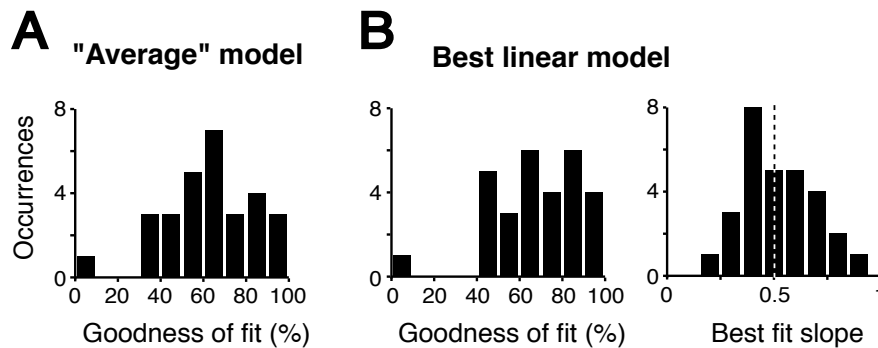 A
"Average" model
B
Best linear model
Occurrences
8
4
0
0 20 40 60 80 100
Goodness of fit (%)
8
4
0
0 20 40 60 80 100
Goodness of fit (%)
8
4
0
0 0.5 1
Best fit slope